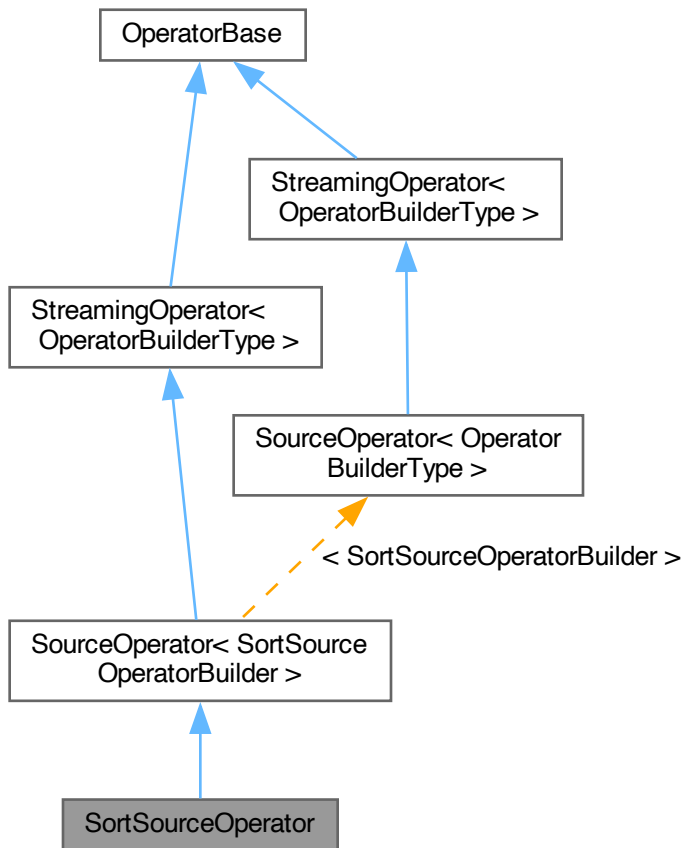 OperatorBase
StreamingOperator<
OperatorBuilderType >
StreamingOperator<
OperatorBuilderType >
SourceOperator< Operator
BuilderType >
< SortSourceOperatorBuilder >
SourceOperator< SortSource
OperatorBuilder >
SortSourceOperator